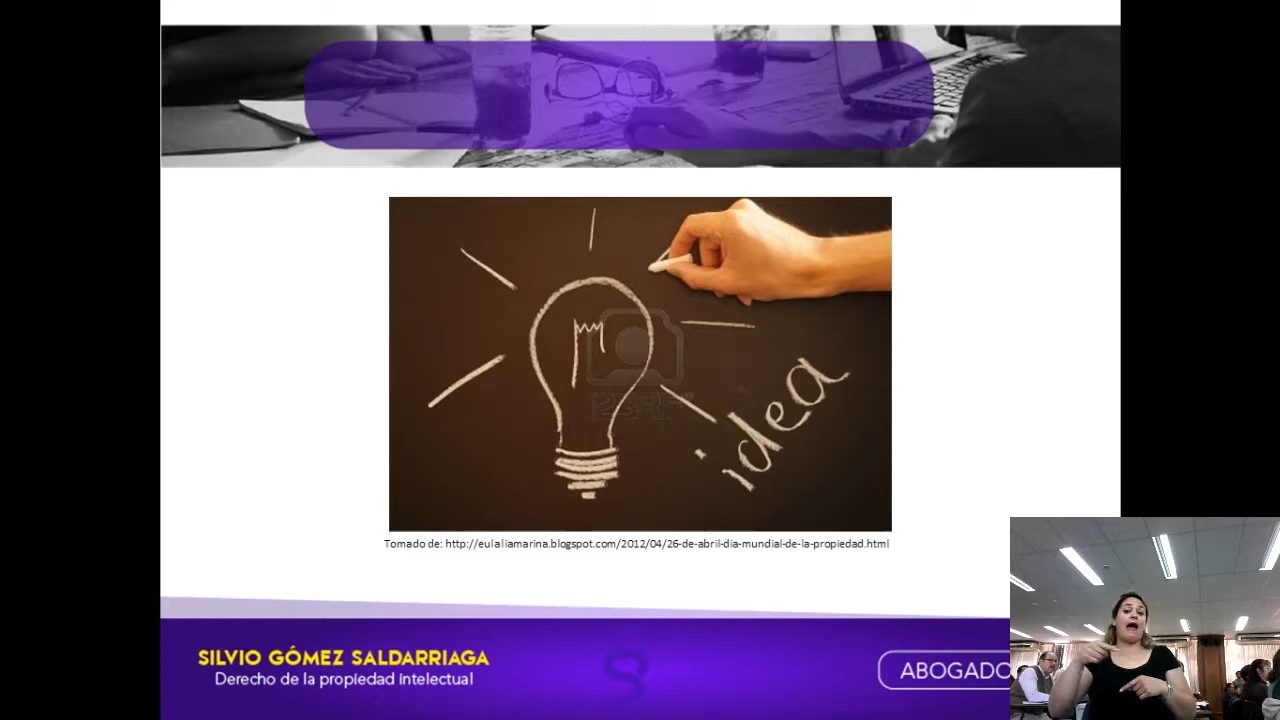 idea
Tomado de: http://eulaliamarina.blogspot.com/2012/04/26-de-abril-dia-mundial-de-la-propiedad.html
SILVIO GÓMEZ SALDARRIAGA
Derecho de la propiedad intelectual
ABOGADO